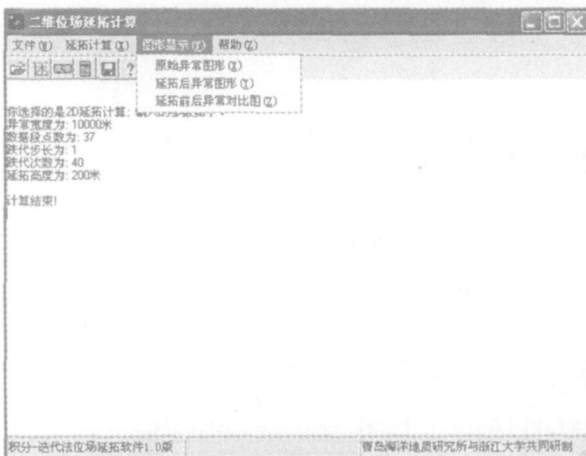 二维位场延拓计算
文件(Y) 延拓计算(X) 图形显示(Y) 帮助(Z)
原始异常图形(X)
延拓后异常图形(Y)
延拓前后异常对比图(Z)
你选择的是2D延拓计算;
异常宽度为: 10000米
数据段点数为: 37
跌代步长为: 1
跌代次数为: 40
延拓高度为: 200米
计算结束!
积分-迭代法位场延拓软件1.0版
青岛海洋地质研究所与浙江大学共同研制